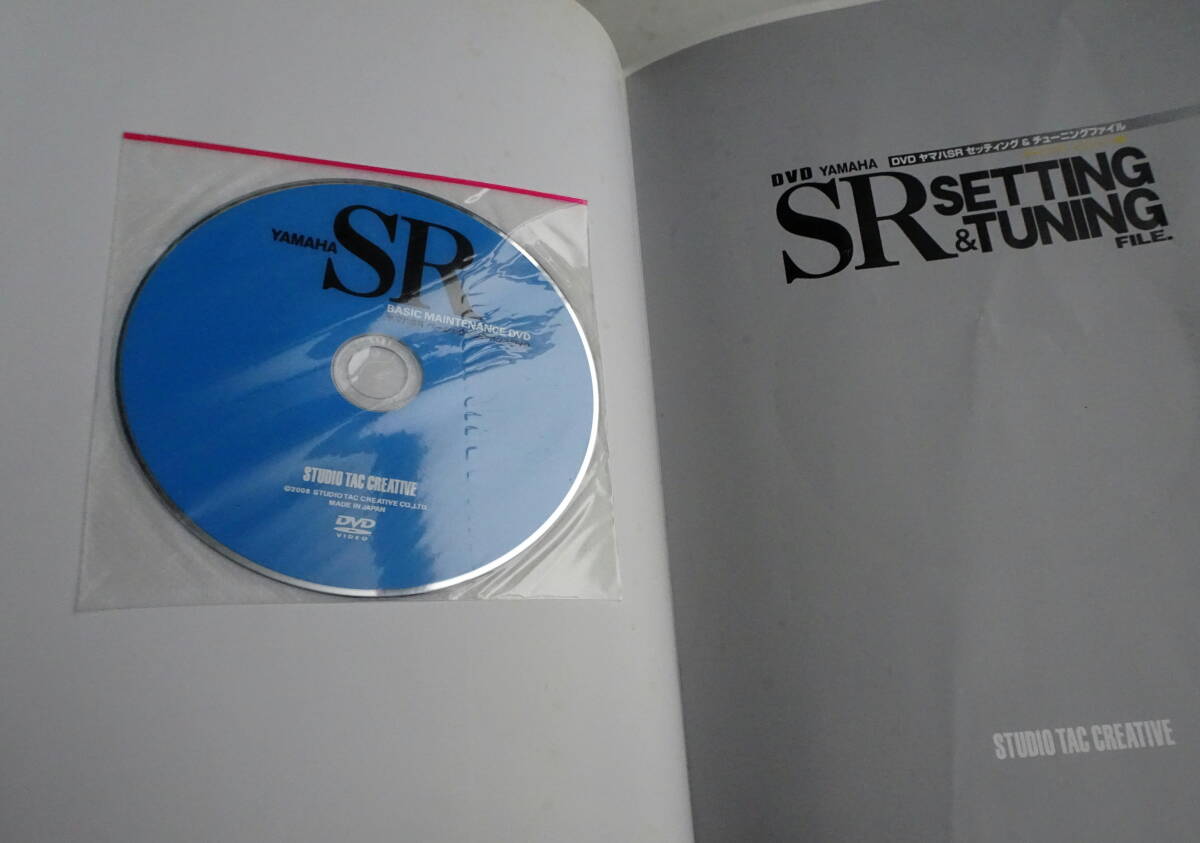 YAMAHA
SR
BASIC MAINTENANCE DVD
STUDIO TAC CREATIVE
©2008 STUDIO TAC CREATIVE CO.,LTD.
MADE IN JAPAN
DVD
VIDEO
DVD YAMAHA
DVD ヤマハSR セッティング & チューニングファイル
SR SETTING
& TUNING
FILE.
STUDIO TAC CREATIVE